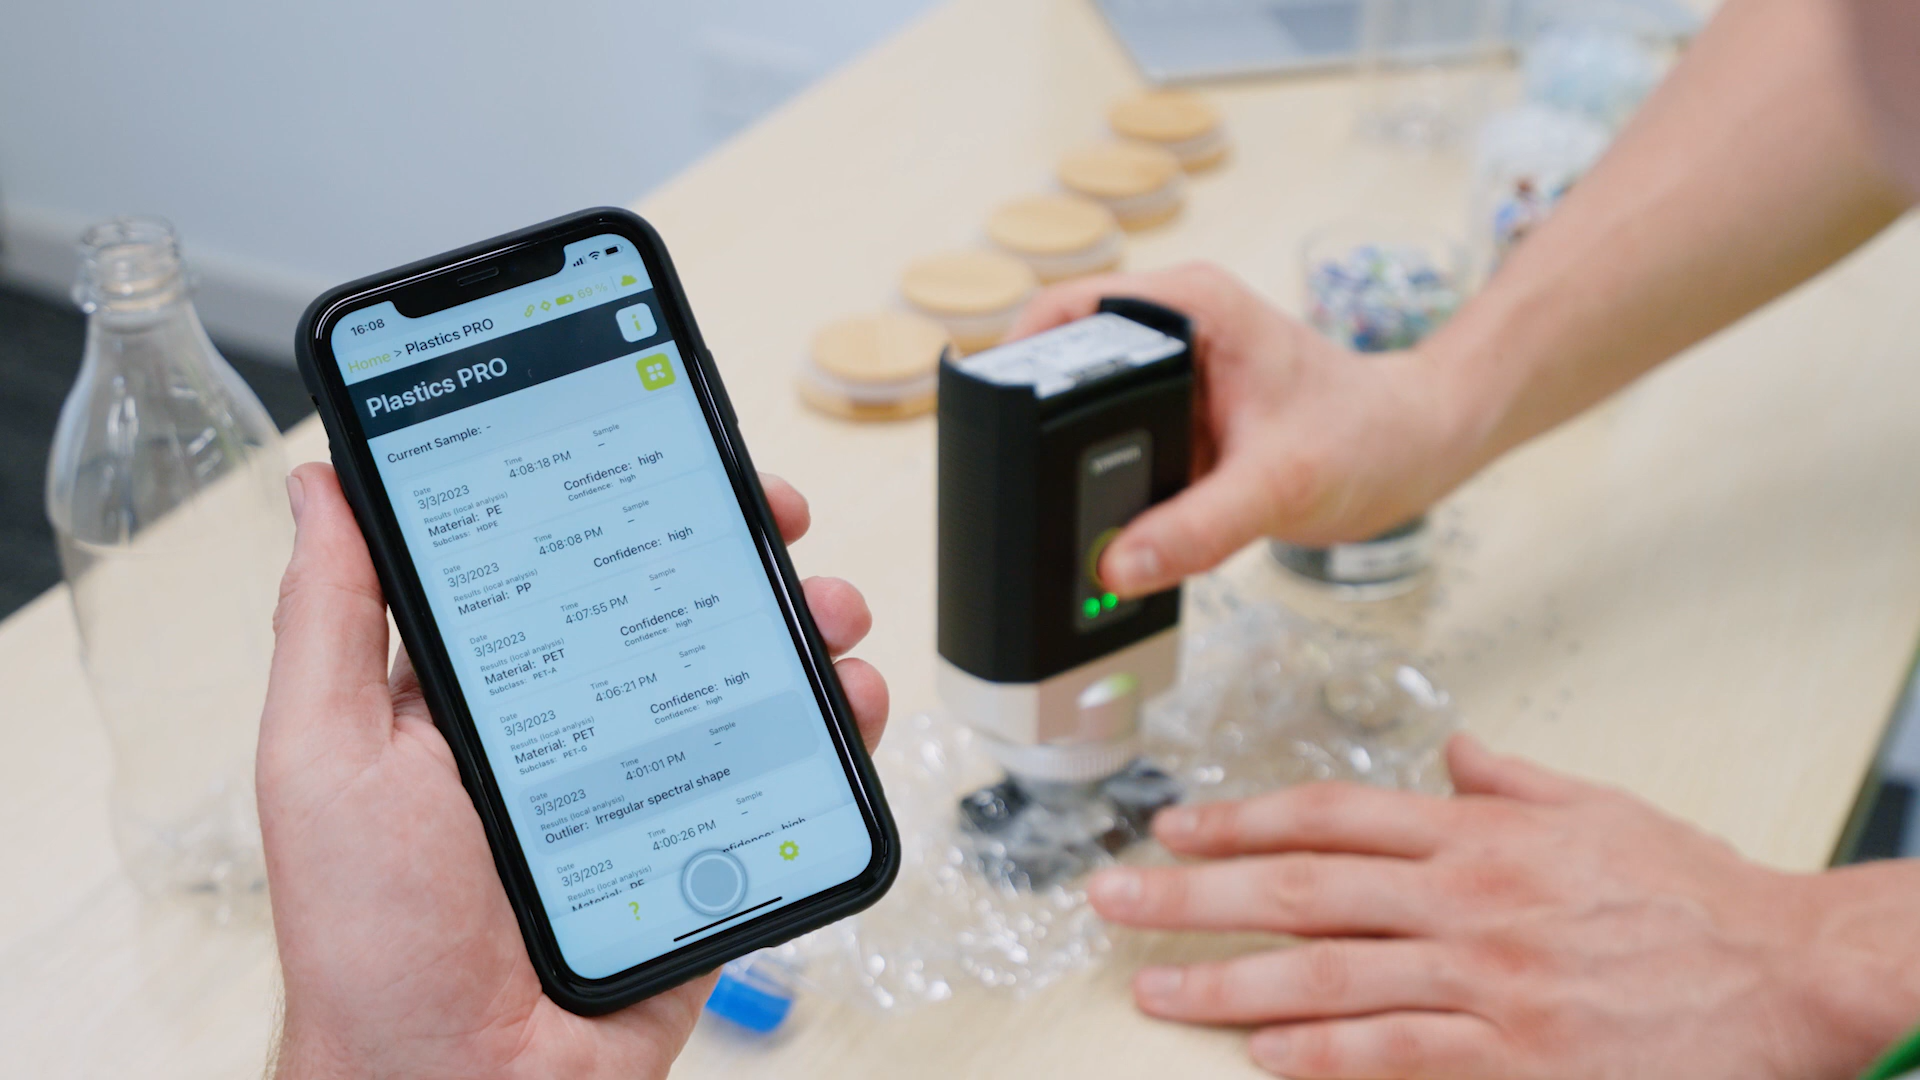 16:08
69 %
Home > Plastics PRO
i
Plastics PRO
Current Sample: -
Date Time Sample
3/3/2023 4:08:18 PM –
Results (local analysis)
Material: PE Confidence: high
Subclass: HDPE Confidence: high
Date Time Sample
3/3/2023 4:08:08 PM –
Results (local analysis)
Material: PP Confidence: high
Date Time Sample
3/3/2023 4:07:55 PM –
Results (local analysis)
Material: PET Confidence: high
Subclass: PET-A Confidence: high
Date Time Sample
3/3/2023 4:06:21 PM –
Results (local analysis)
Material: PET Confidence: high
Subclass: PET-G Confidence: high
Date Time Sample
3/3/2023 4:01:01 PM –
Results (local analysis)
Outlier: Irregular spectral shape
Date Time Sample
3/3/2023 4:00:26 PM –
Results (local analysis)
Material: PE high
?